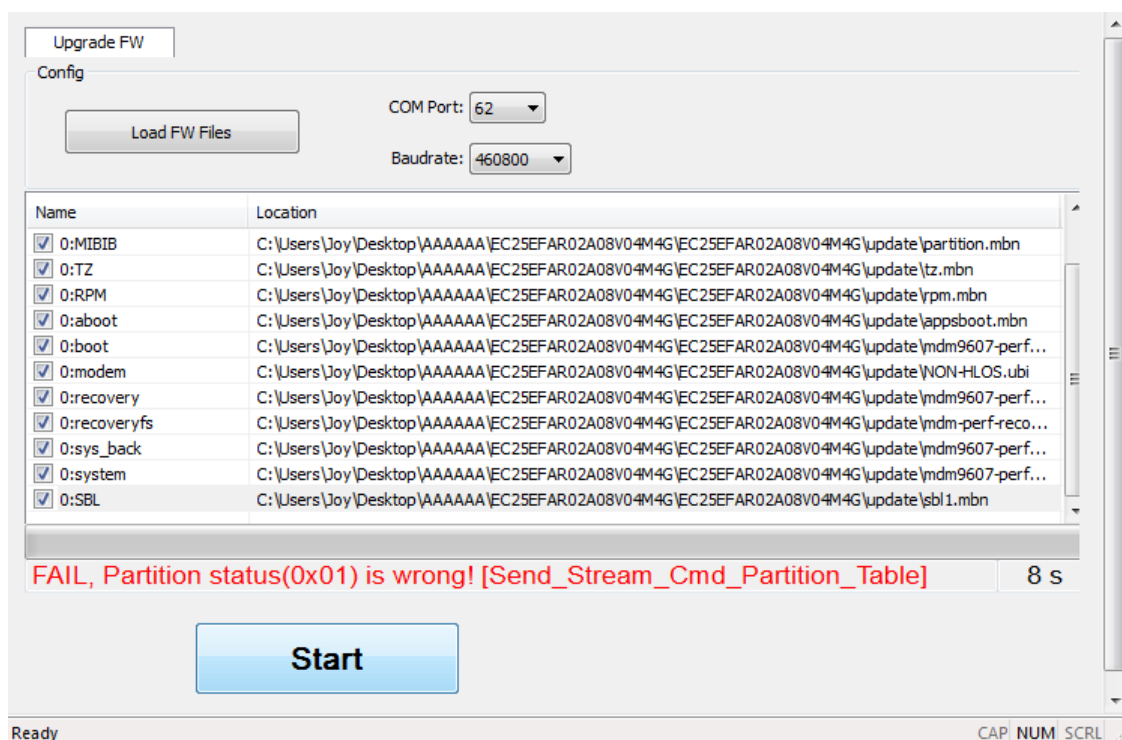 Upgrade FW
Config
Load FW Files
COM Port: 62
Baudrate: 460800
Name Location
0:MIBIB C:\Users\Joy\Desktop\AAAAAA\EC25EFAR02A08V04M4G\EC25EFAR02A08V04M4G\update\partition.mbn
0:TZ C:\Users\Joy\Desktop\AAAAAA\EC25EFAR02A08V04M4G\EC25EFAR02A08V04M4G\update\tz.mbn
0:RPM C:\Users\Joy\Desktop\AAAAAA\EC25EFAR02A08V04M4G\EC25EFAR02A08V04M4G\update\rpm.mbn
0:aboot C:\Users\Joy\Desktop\AAAAAA\EC25EFAR02A08V04M4G\EC25EFAR02A08V04M4G\update\appsboot.mbn
0:boot C:\Users\Joy\Desktop\AAAAAA\EC25EFAR02A08V04M4G\EC25EFAR02A08V04M4G\update\mdm9607-perf...
0:modem C:\Users\Joy\Desktop\AAAAAA\EC25EFAR02A08V04M4G\EC25EFAR02A08V04M4G\update\NON-HLOS.ubi
0:recovery C:\Users\Joy\Desktop\AAAAAA\EC25EFAR02A08V04M4G\EC25EFAR02A08V04M4G\update\mdm9607-perf...
0:recoveryfs C:\Users\Joy\Desktop\AAAAAA\EC25EFAR02A08V04M4G\EC25EFAR02A08V04M4G\update\mdm-perf-reco...
0:sys_back C:\Users\Joy\Desktop\AAAAAA\EC25EFAR02A08V04M4G\EC25EFAR02A08V04M4G\update\mdm9607-perf...
0:system C:\Users\Joy\Desktop\AAAAAA\EC25EFAR02A08V04M4G\EC25EFAR02A08V04M4G\update\mdm9607-perf...
0:SBL C:\Users\Joy\Desktop\AAAAAA\EC25EFAR02A08V04M4G\EC25EFAR02A08V04M4G\update\sbl1.mbn
FAIL, Partition status(0x01) is wrong! [Send_Stream_Cmd_Partition_Table] 8 s
Start
Ready CAP NUM SCRL